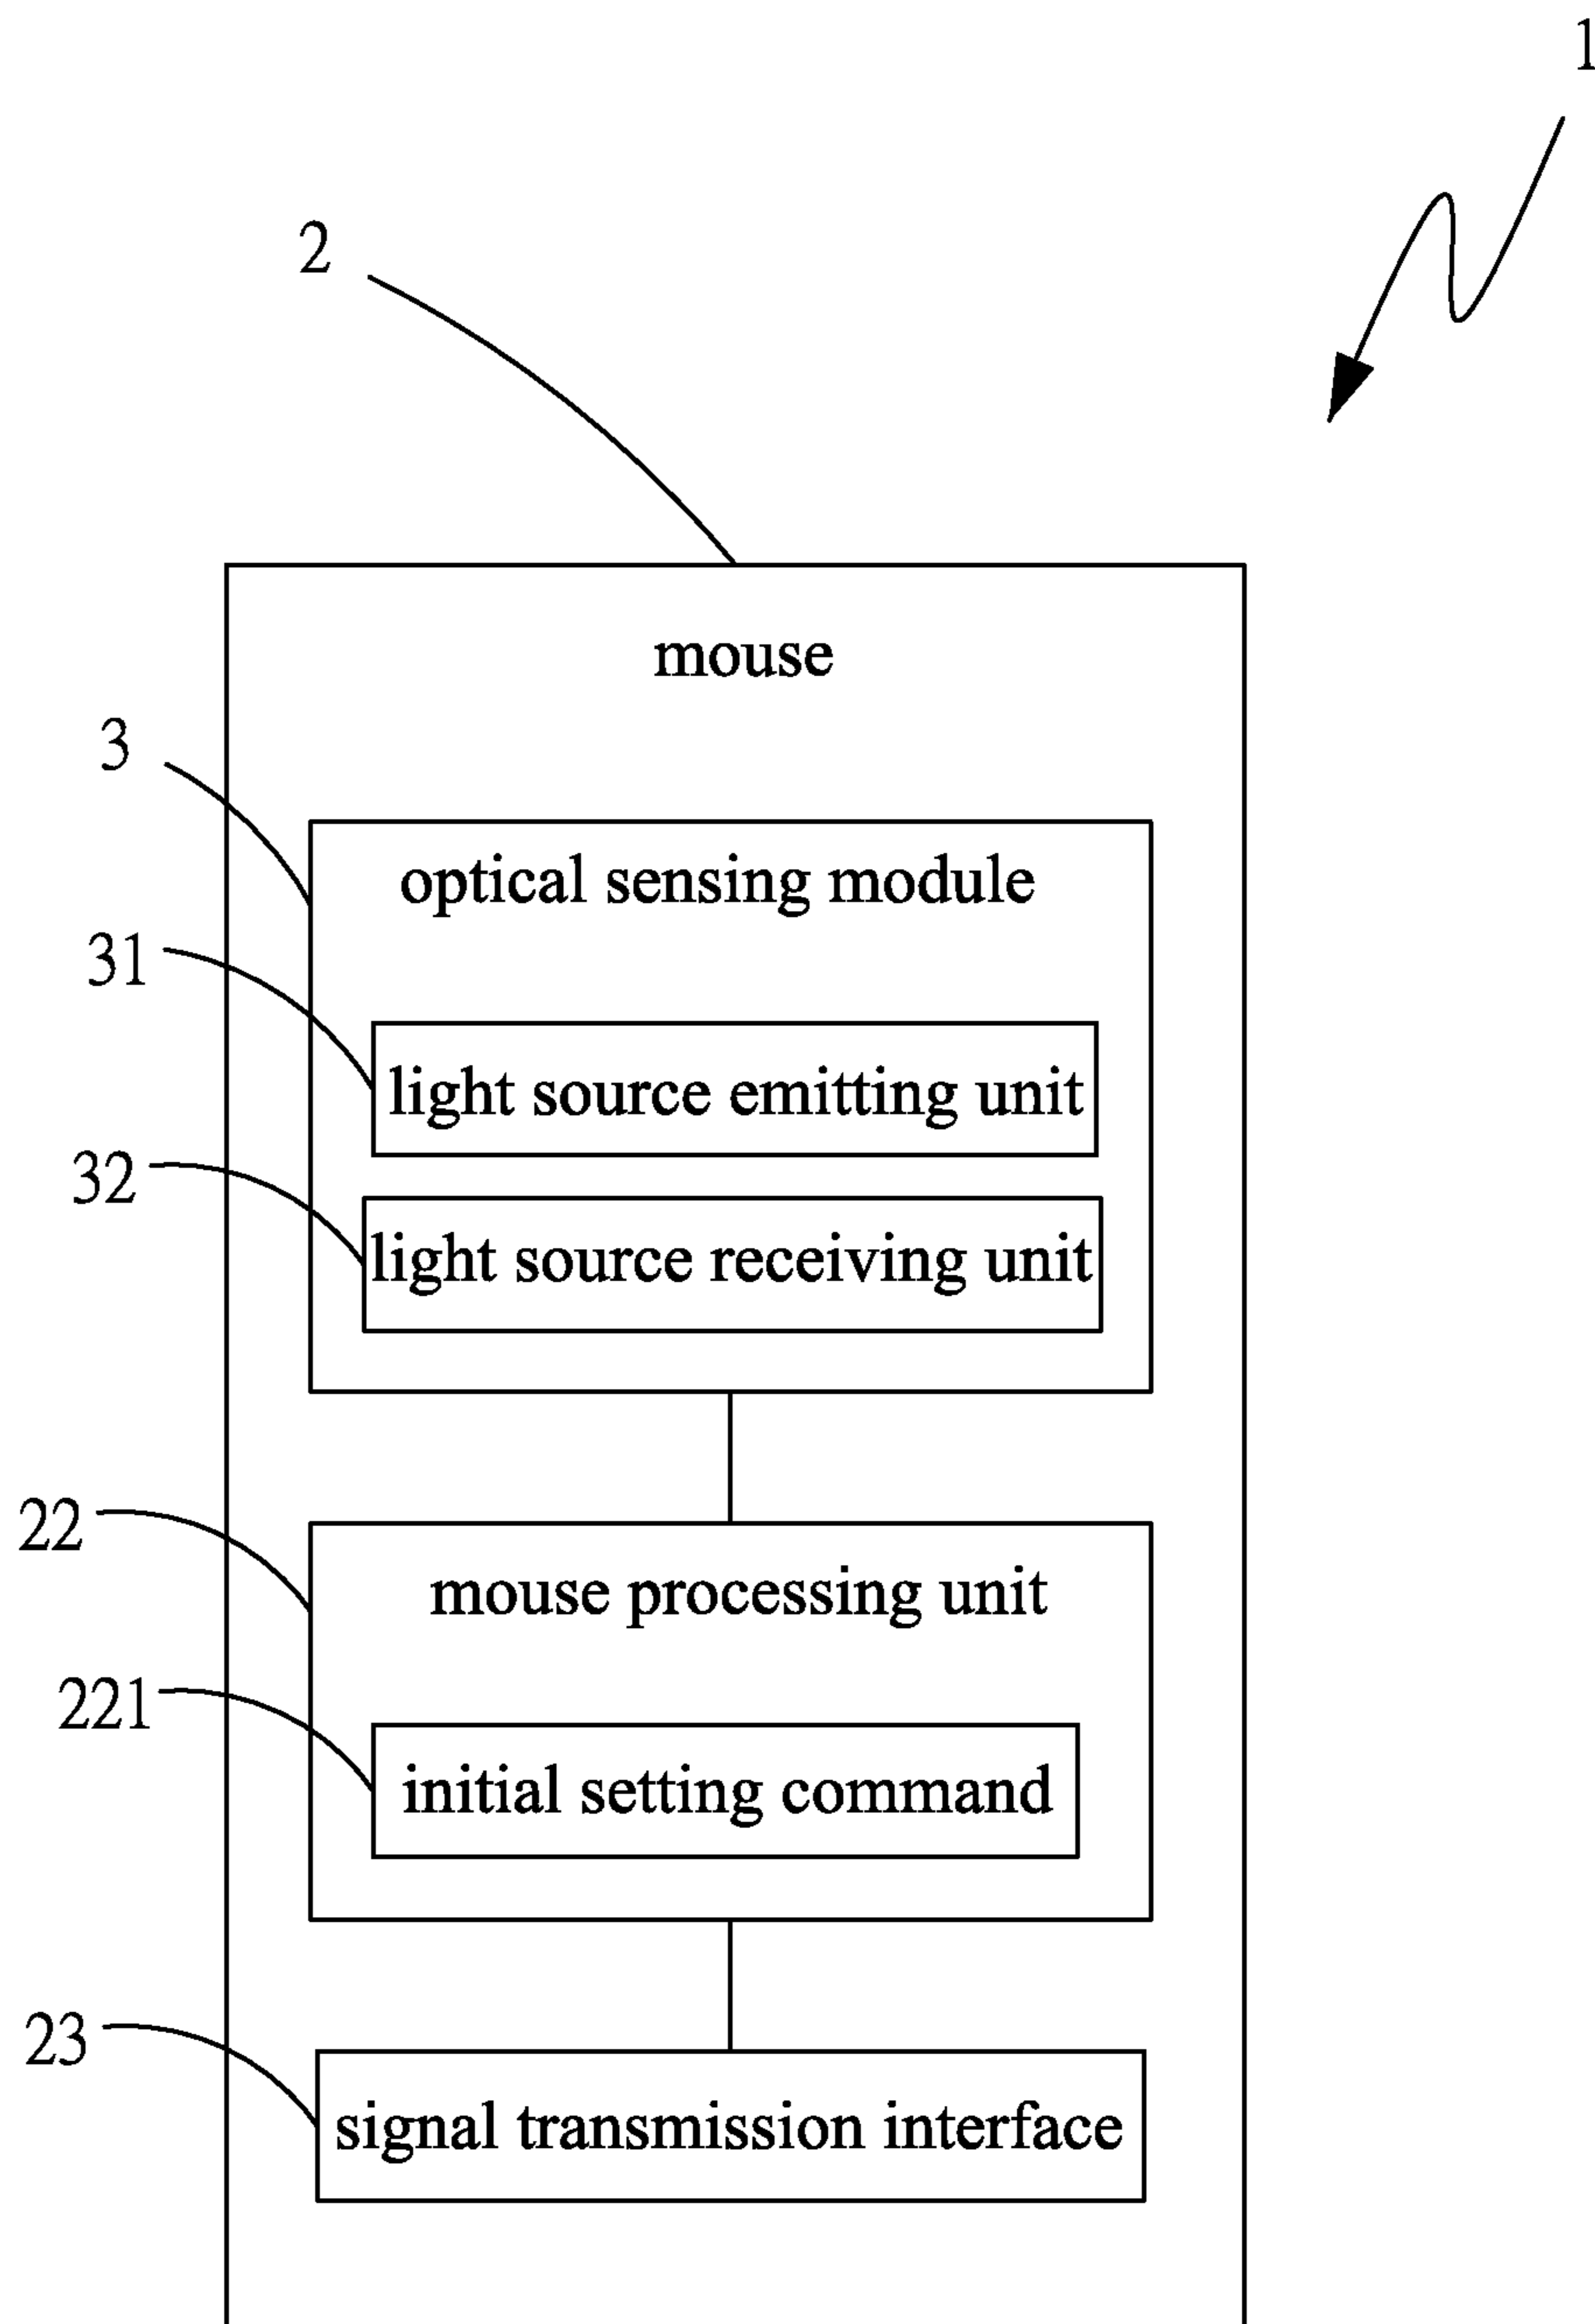 1
2
mouse
3
optical sensing module
31
light source emitting unit
32
light source receiving unit
22
mouse processing unit
221
initial setting command
23
signal transmission interface